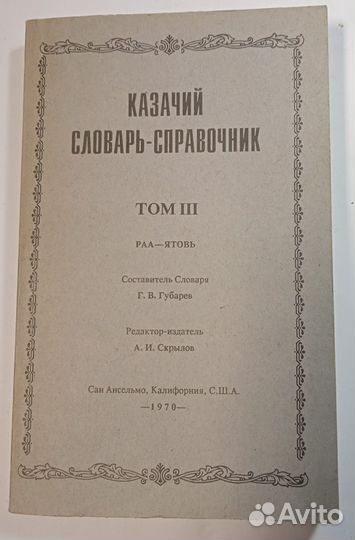 КАЗАЧИЙ
СЛОВАРЬ-СПРАВОЧНИК
ТОМ III
РАА—ЯТОВЬ
Составитель Словаря
Г. В. Губарев
Редактор-издатель
А. И. Скрылов
Сан Ансельмо, Калифорния, С.Ш.А.
—1970—
Avito